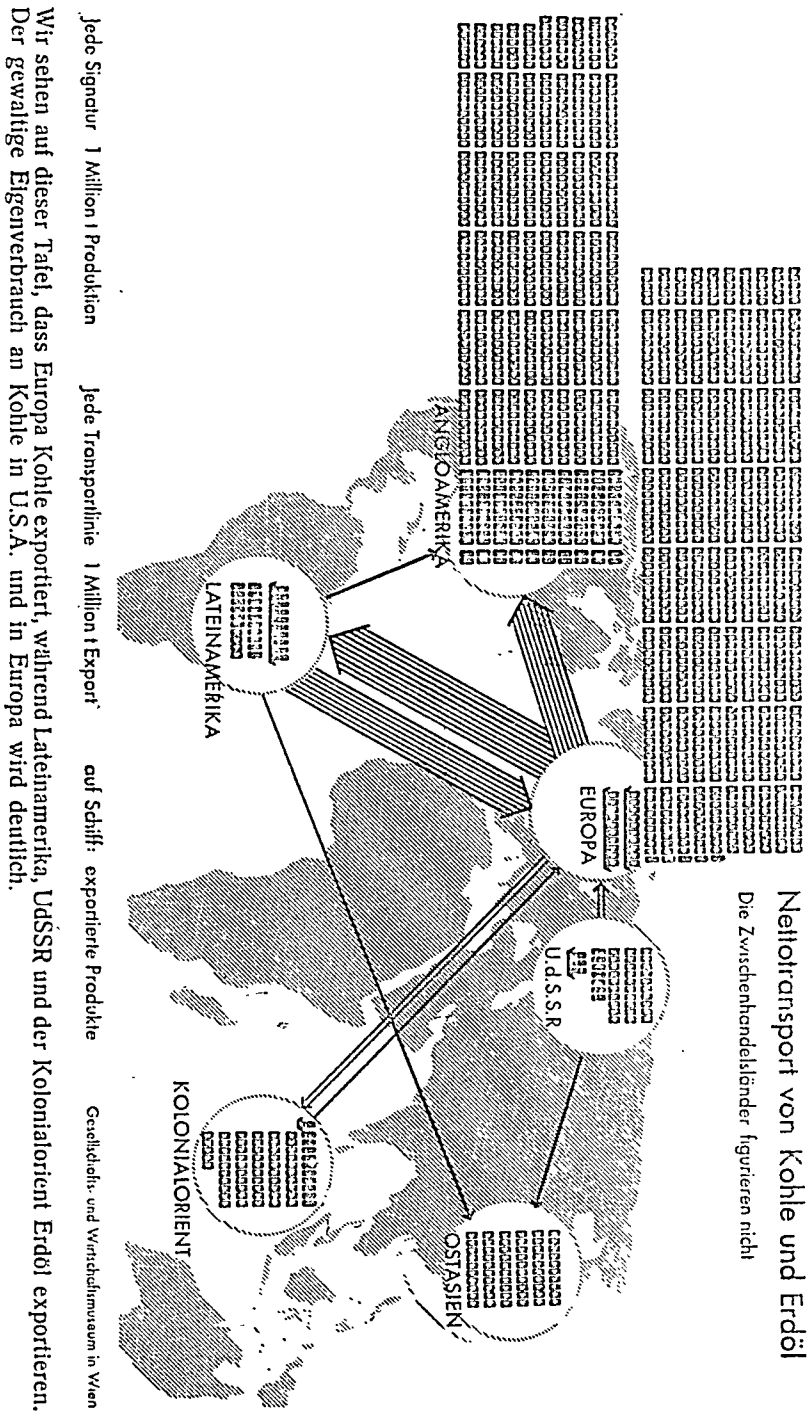 Nettotransport von Kohle und Erdöl
Die Zwischenhandelsländer figurieren nicht
ANGLOAMERIKA
EUROPA
U.d.S.S.R
LATEINAMERIKA
KOLONIALORIENT
OSTASIEN
Jede Signatur 1 Million t Produktion
Jede Transportlinie 1 Million t Export
auf Schiff: exportierte Produkte
Gesellschafts- und Wirtschaftsmuseum in Wien
Wir sehen auf dieser Tafel, dass Europa Kohle exportiert, während Lateinamerika, UdSSR und der Kolonialorient Erdöl exportieren.
Der gewaltige Eigenverbrauch an Kohle in U.S.A. und in Europa wird deutlich.